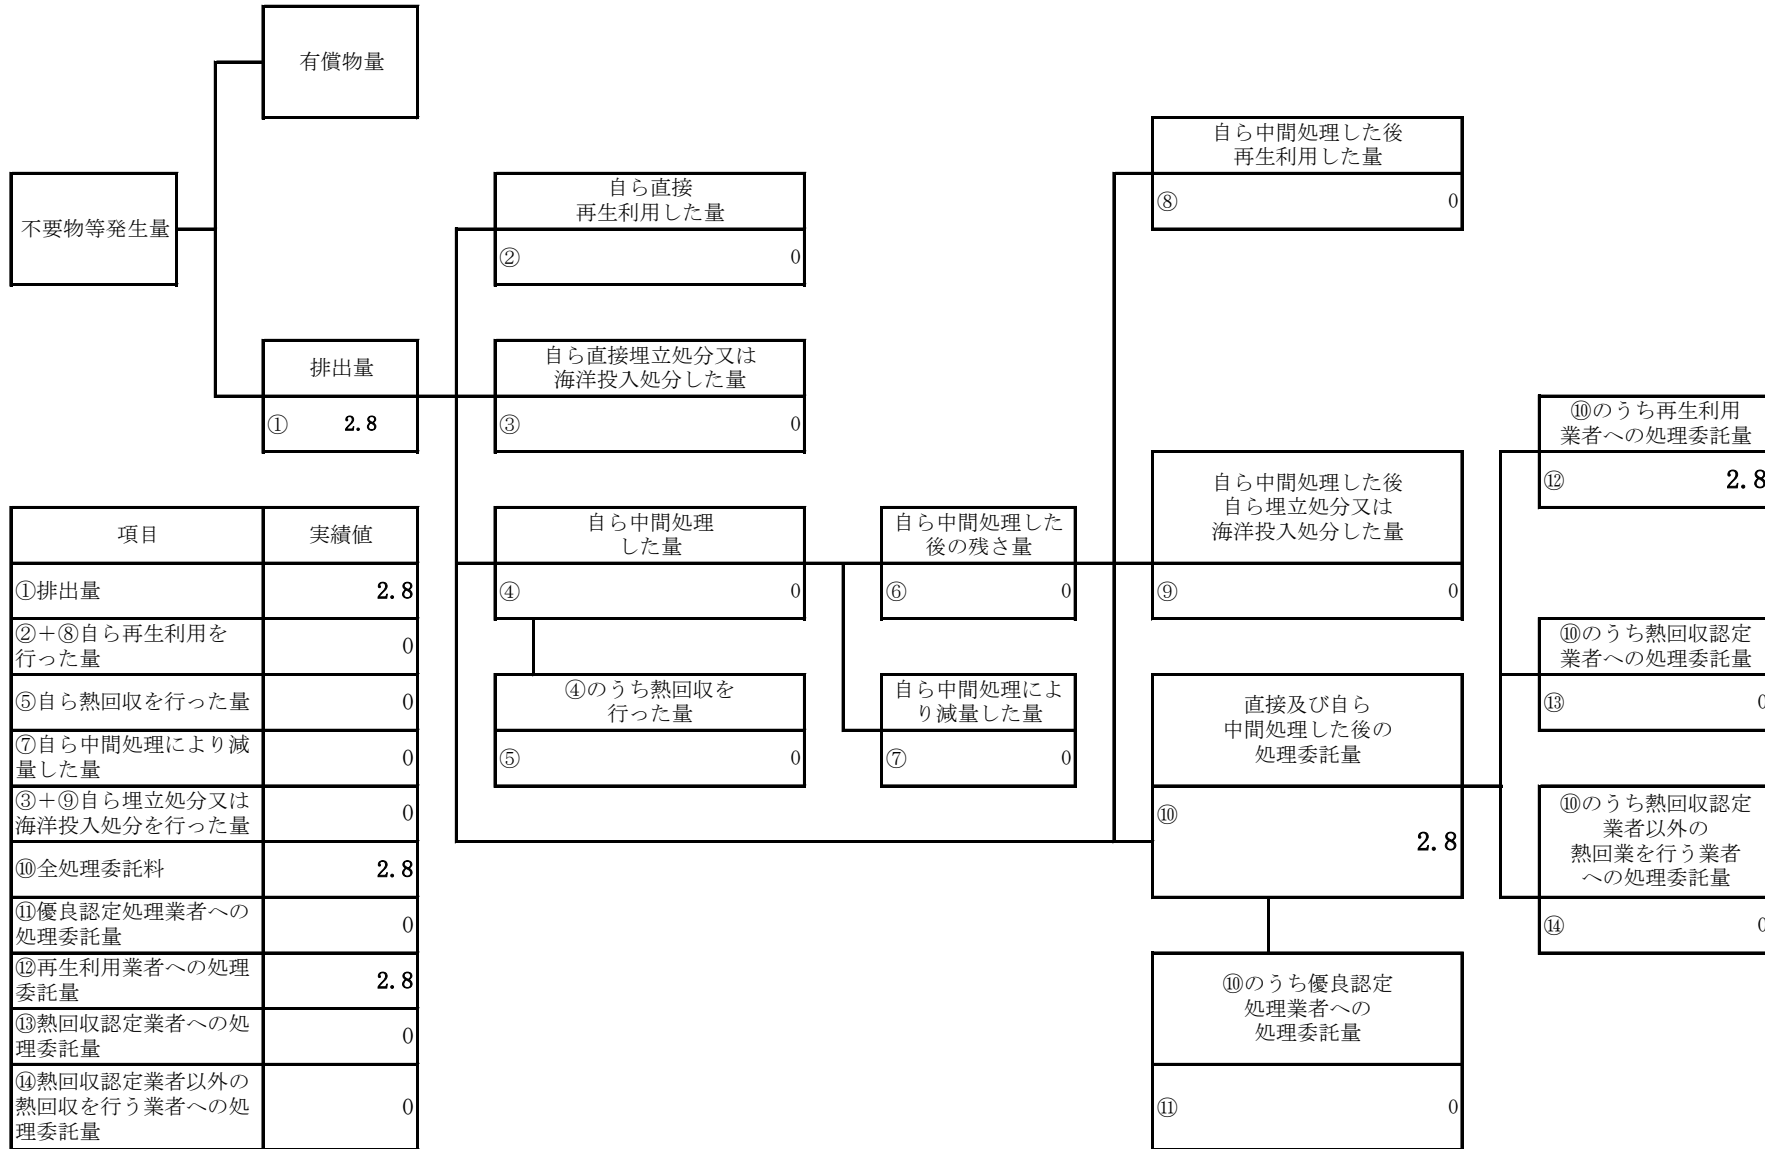 有償物量
不要物等発生量
排出量
① 2.8
自ら直接
再生利用した量
② 0
自ら直接埋立処分又は
海洋投入処分した量
③ 0
自ら中間処理
した量
④ 0
④のうち熱回収を
行った量
⑤ 0
自ら中間処理した
後の残さ量
⑥ 0
自ら中間処理によ
り減量した量
⑦ 0
自ら中間処理した後
再生利用した量
⑧ 0
自ら中間処理した後
自ら埋立処分又は
海洋投入処分した量
⑨ 0
直接及び自ら
中間処理した後の
処理委託量
⑩
2.8
⑩のうち優良認定
処理業者への
処理委託量
⑪ 0
⑩のうち再生利用
業者への処理委託量
⑫ 2.8
⑩のうち熱回収認定
業者への処理委託量
⑬ 0
⑩のうち熱回収認定
業者以外の
熱回業を行う業者
への処理委託量
⑭ 0
項目 実績値
①排出量 2.8
②＋⑧自ら再生利用を
行った量 0
⑤自ら熱回収を行った量 0
⑦自ら中間処理により減
量した量 0
③＋⑨自ら埋立処分又は
海洋投入処分を行った量 0
⑩全処理委託料 2.8
⑪優良認定処理業者への
処理委託量 0
⑫再生利用業者への処理
委託量 2.8
⑬熱回収認定業者への処
理委託量 0
⑭熱回収認定業者以外の
熱回収を行う業者への処
理委託量 0